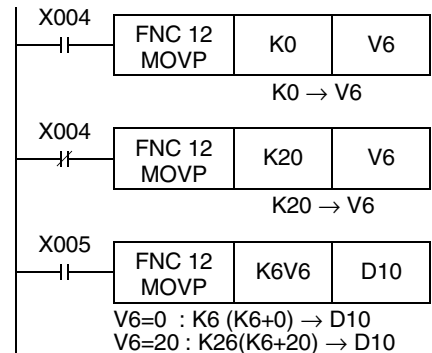 X004
FNC 12
MOVP
K0
V6
K0 → V6
X004
FNC 12
MOVP
K20
V6
K20 → V6
X005
FNC 12
MOVP
K6V6
D10
V6=0 : K6 (K6+0) → D10
V6=20 : K26(K6+20) → D10